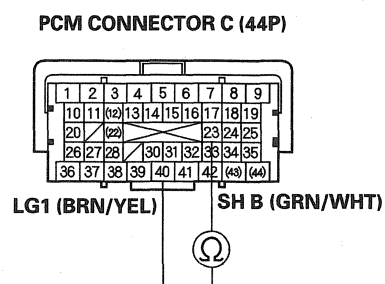 PCM CONNECTOR C (44P)
1 2 3 4 5 6 7 8 9
10 11 (12) 13 14 15 16 17 18 19
20 (22) 23 24 25
26 27 28 30 31 32 33 34 35
36 37 38 39 40 41 42 (43) (44)
LG1 (BRN/YEL) SH B (GRN/WHT)
Ω